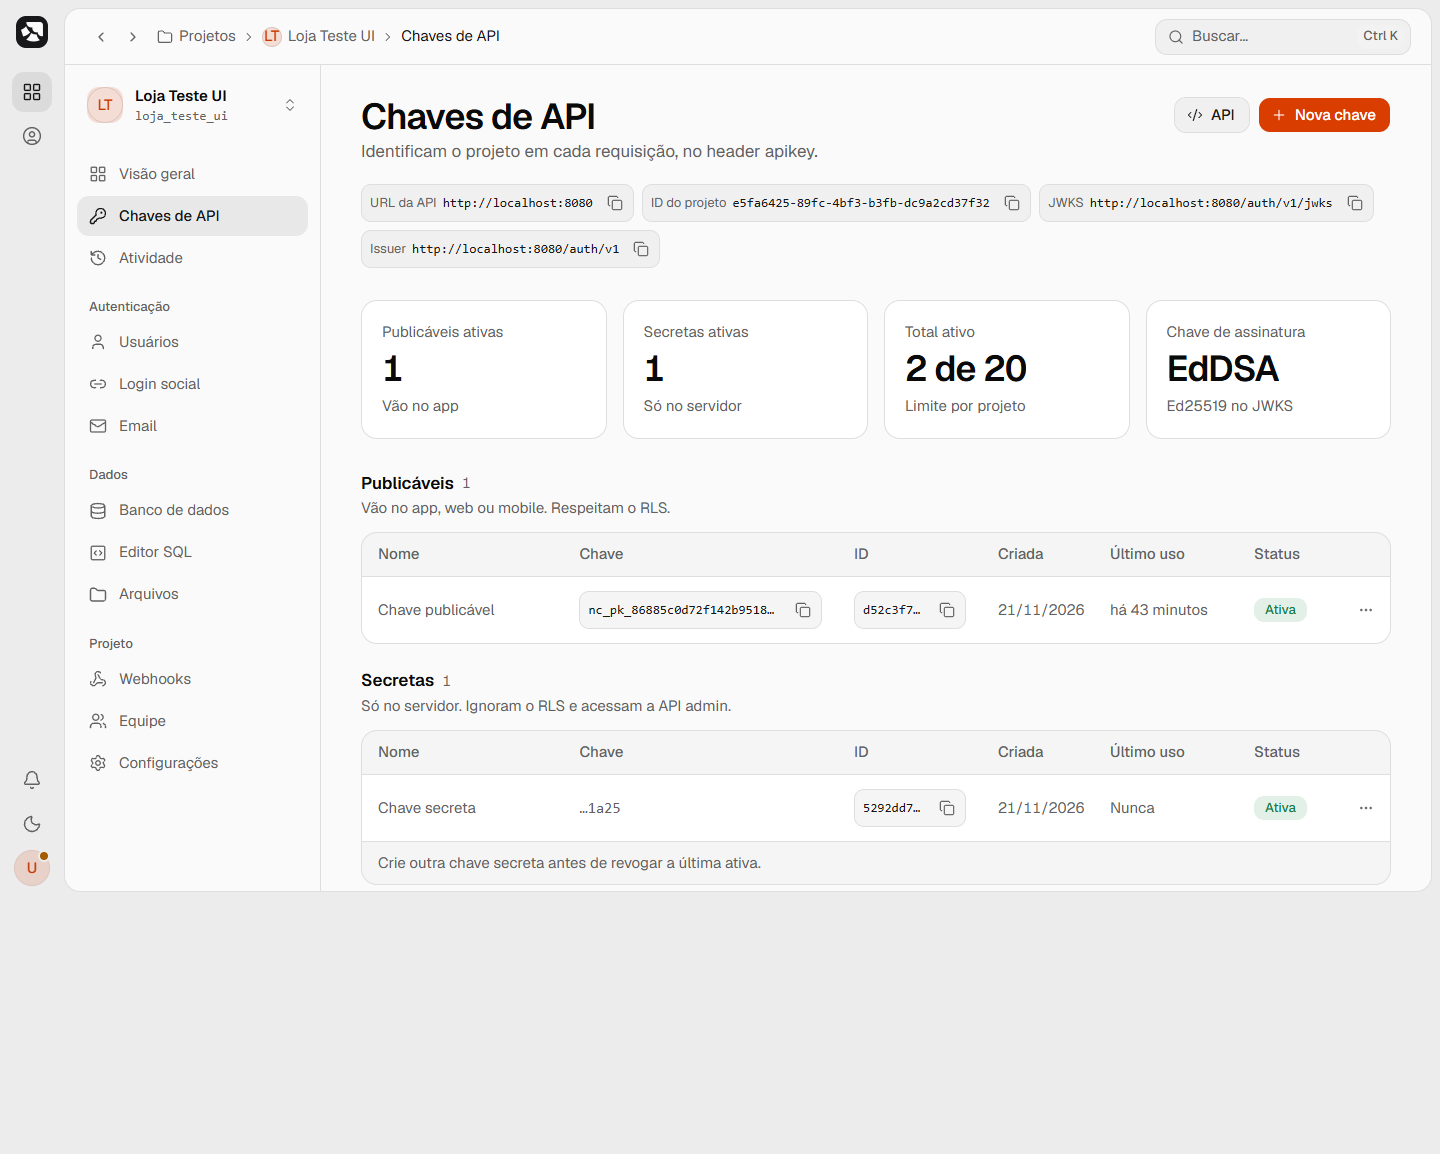 Projetos
LT Loja Teste UI
Chaves de API
Buscar...
Ctrl K
LT
Loja Teste UI
loja_teste_ui
Visão geral
Chaves de API
Atividade
Autenticação
Usuários
Login social
Email
Dados
Banco de dados
Editor SQL
Arquivos
Projeto
Webhooks
Equipe
Configurações
U
Chaves de API
API
Nova chave
Identificam o projeto em cada requisição, no header apikey.
URL da API http://localhost:8080
ID do projeto e5fa6425-89fc-4bf3-b3fb-dc9a2cd37f32
JWKS http://localhost:8080/auth/v1/jwks
Issuer http://localhost:8080/auth/v1
Publicáveis ativas
1
Vão no app
Secretas ativas
1
Só no servidor
Total ativo
2 de 20
Limite por projeto
Chave de assinatura
EdDSA
Ed25519 no JWKS
Publicáveis 1
Vão no app, web ou mobile. Respeitam o RLS.
Nome Chave ID Criada Último uso Status
Chave publicável nc_pk_86885c0d72f142b9518… d52c3f7… 21/11/2026 há 43 minutos Ativa
Secretas 1
Só no servidor. Ignoram o RLS e acessam a API admin.
Nome Chave ID Criada Último uso Status
Chave secreta …1a25 5292dd7… 21/11/2026 Nunca Ativa
Crie outra chave secreta antes de revogar a última ativa.